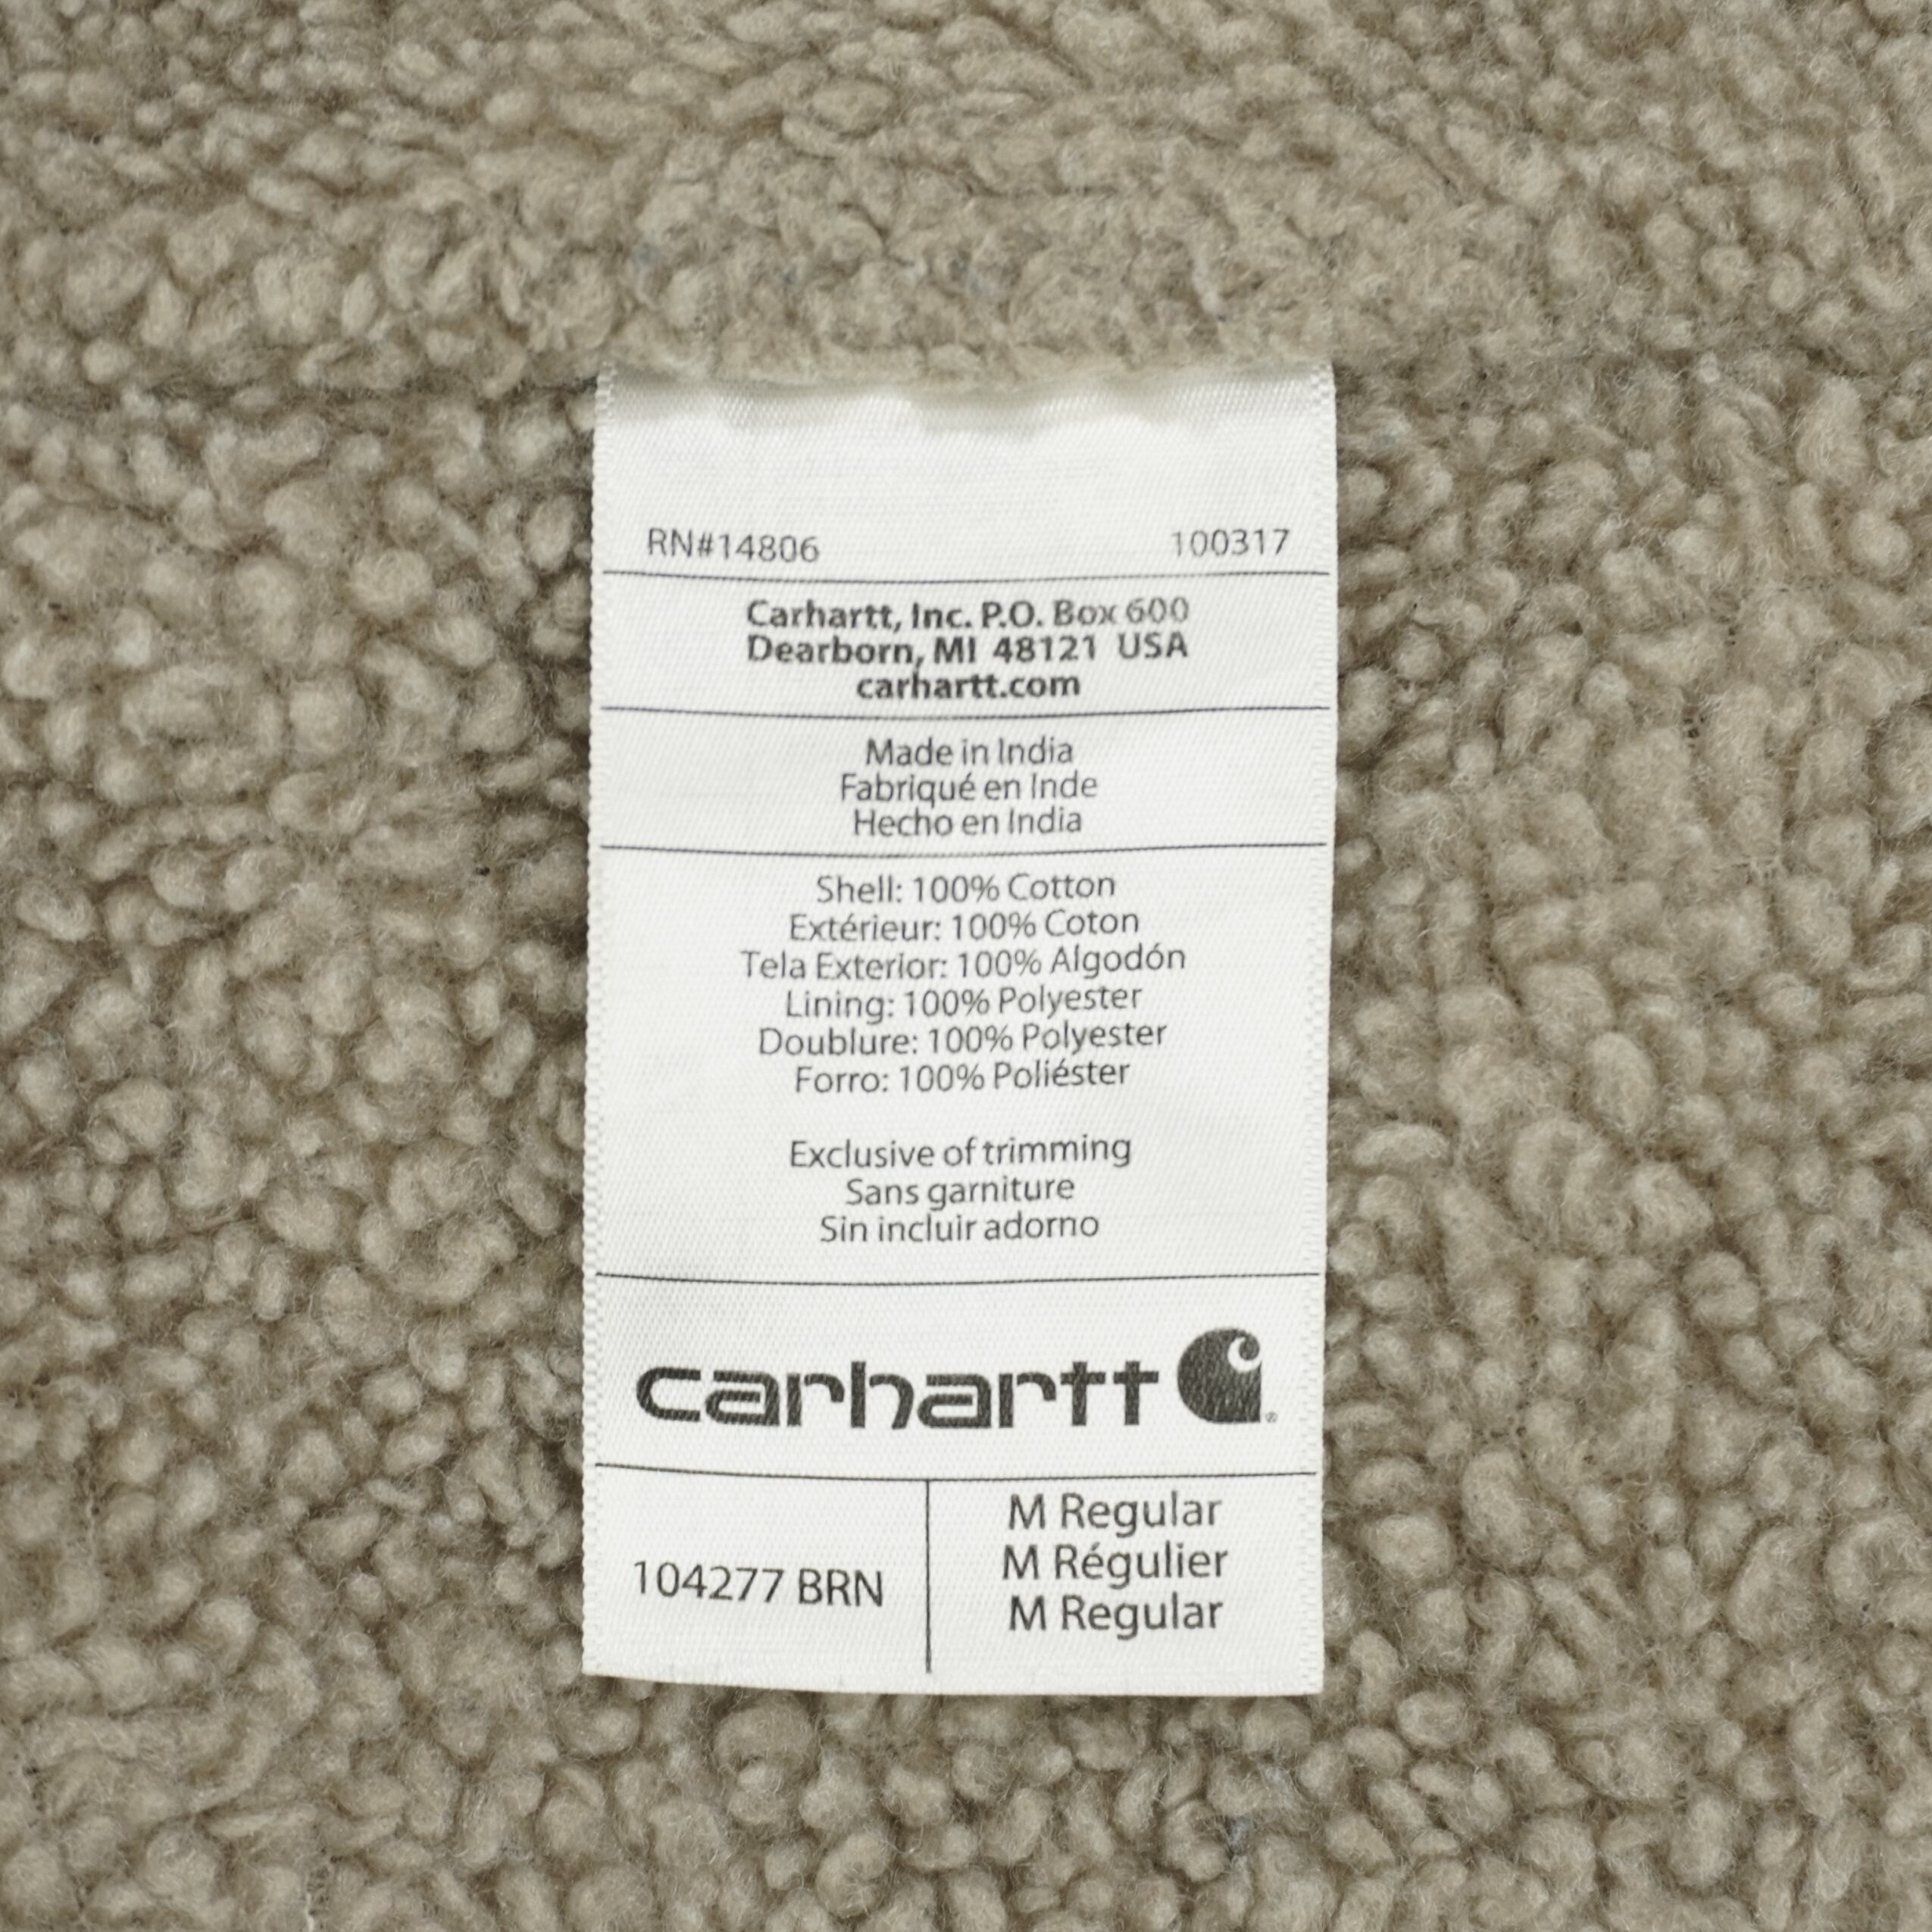 RN#14806 100317
Carhartt, Inc. P.O. Box 600
Dearborn, MI 48121 USA
carhartt.com
Made in India
Fabriqué en Inde
Hecho en India
Shell: 100% Cotton
Extérieur: 100% Coton
Tela Exterior: 100% Algodón
Lining: 100% Polyester
Doublure: 100% Polyester
Forro: 100% Poliéster
Exclusive of trimming
Sans garniture
Sin incluir adorno
carhartt
104277 BRN
M Regular
M Régulier
M Regular